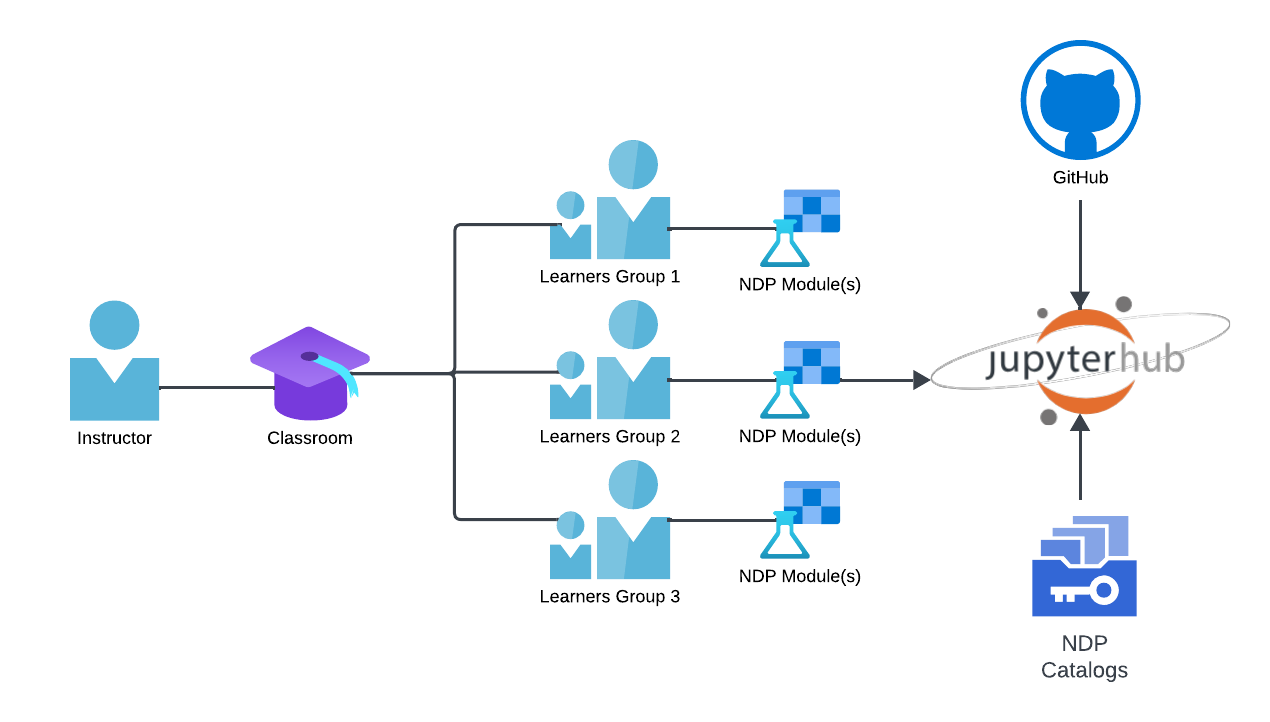 GitHub
Learners Group 1
NDP Module(s)
jupyterhub
Instructor
Classroom
Learners Group 2
NDP Module(s)
Learners Group 3
NDP Module(s)
NDP
Catalogs